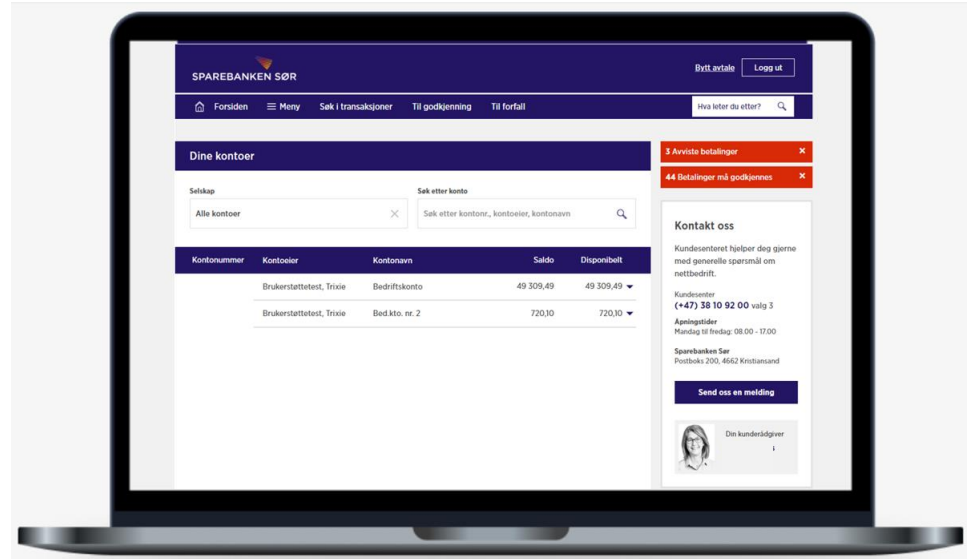 SPAREBANKEN SØR
Bytt avtale
Logg ut
Forsiden
Meny
Søk i transaksjoner
Til godkjenning
Til forfall
Hva leter du etter?
Dine kontoer
Selskap
Alle kontoer
Søk etter konto
Søk etter kontonr., kontoeier, kontonavn
Kontonummer Kontoeier Kontonavn Saldo Disponibelt
Brukerstøttetest, Trixie Bedriftskonto 49 309,49 49 309,49
Brukerstøttetest, Trixie Bed.kto. nr. 2 720,10 720,10
3 Avviste betalinger
44 Betalinger må godkjennes
Kontakt oss
Kundesenteret hjelper deg gjerne
med generelle spørsmål om
nettbedrift.
Kundesenter
(+47) 38 10 92 00 valg 3
Åpningstider
Mandag til fredag: 08.00 - 17.00
Sparebanken Sør
Postboks 200, 4662 Kristiansand
Send oss en melding
Din kunderådgiver